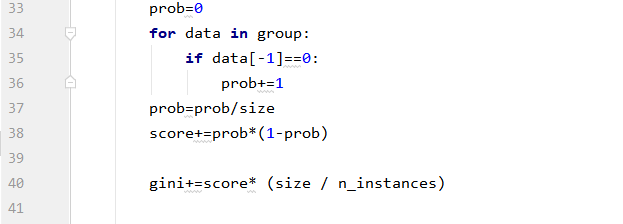 33 prob=0
34 for data in group:
35 if data[-1]==0:
36 prob+=1
37 prob=prob/size
38 score+=prob*(1-prob)
39
40 gini+=score* (size / n_instances)
41